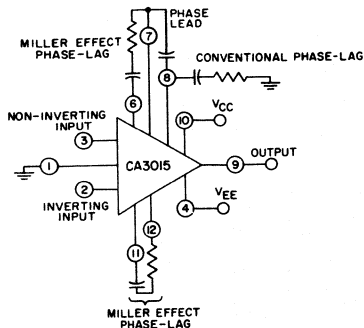 PHASE
LEAD
MILLER EFFECT
PHASE-LAG
7
CONVENTIONAL PHASE-LAG
8
6
VCC
NON-INVERTING
INPUT
10
3
CA3015
OUTPUT
1
9
2
INVERTING
INPUT
VEE
4
12
11
MILLER EFFECT
PHASE-LAG